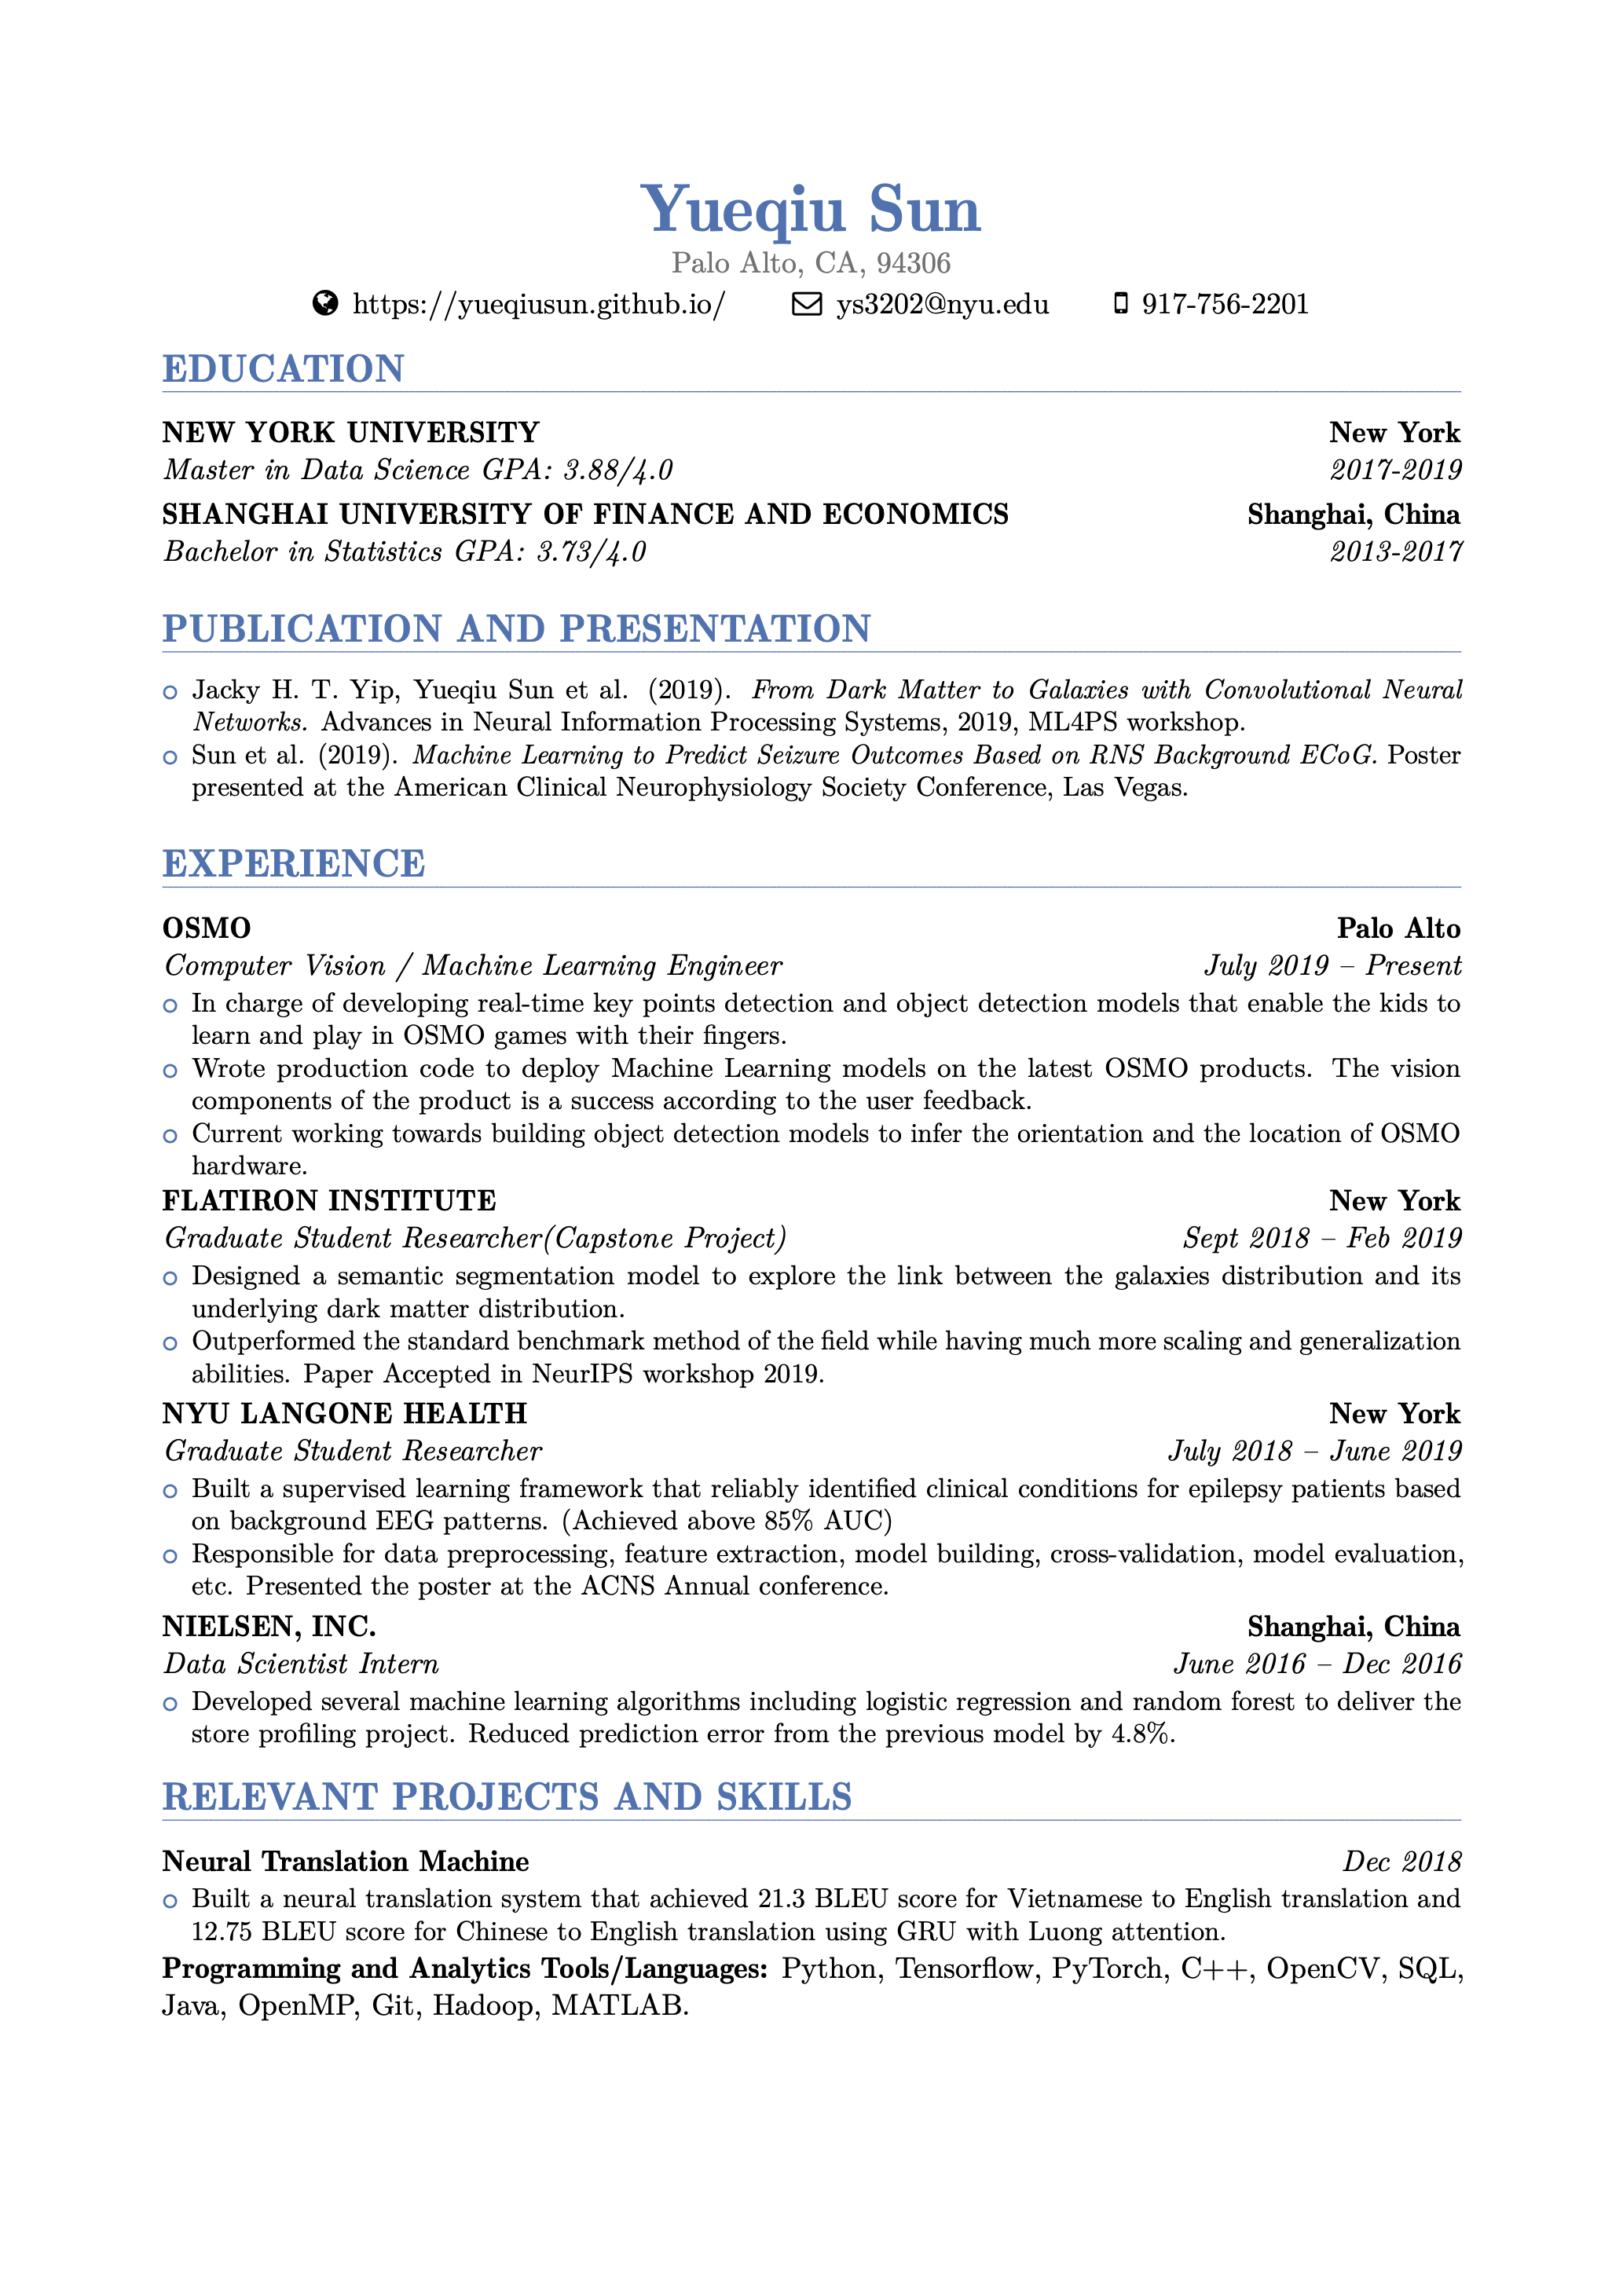 Yueqiu Sun
Palo Alto, CA, 94306
https://yueqiusun.github.io/ ys3202@nyu.edu 917-756-2201
EDUCATION
NEW YORK UNIVERSITY New York
Master in Data Science GPA: 3.88/4.0 2017-2019
SHANGHAI UNIVERSITY OF FINANCE AND ECONOMICS Shanghai, China
Bachelor in Statistics GPA: 3.73/4.0 2013-2017
PUBLICATION AND PRESENTATION
Jacky H. T. Yip, Yueqiu Sun et al. (2019). From Dark Matter to Galaxies with Convolutional Neural
Networks. Advances in Neural Information Processing Systems, 2019, ML4PS workshop.
Sun et al. (2019). Machine Learning to Predict Seizure Outcomes Based on RNS Background ECoG. Poster
presented at the American Clinical Neurophysiology Society Conference, Las Vegas.
EXPERIENCE
OSMO Palo Alto
Computer Vision / Machine Learning Engineer July 2019 – Present
In charge of developing real-time key points detection and object detection models that enable the kids to
learn and play in OSMO games with their fingers.
Wrote production code to deploy Machine Learning models on the latest OSMO products. The vision
components of the product is a success according to the user feedback.
Current working towards building object detection models to infer the orientation and the location of OSMO
hardware.
FLATIRON INSTITUTE New York
Graduate Student Researcher(Capstone Project) Sept 2018 – Feb 2019
Designed a semantic segmentation model to explore the link between the galaxies distribution and its
underlying dark matter distribution.
Outperformed the standard benchmark method of the field while having much more scaling and generalization
abilities. Paper Accepted in NeurIPS workshop 2019.
NYU LANGONE HEALTH New York
Graduate Student Researcher July 2018 – June 2019
Built a supervised learning framework that reliably identified clinical conditions for epilepsy patients based
on background EEG patterns. (Achieved above 85% AUC)
Responsible for data preprocessing, feature extraction, model building, cross-validation, model evaluation,
etc. Presented the poster at the ACNS Annual conference.
NIELSEN, INC. Shanghai, China
Data Scientist Intern June 2016 – Dec 2016
Developed several machine learning algorithms including logistic regression and random forest to deliver the
store profiling project. Reduced prediction error from the previous model by 4.8%.
RELEVANT PROJECTS AND SKILLS
Neural Translation Machine Dec 2018
Built a neural translation system that achieved 21.3 BLEU score for Vietnamese to English translation and
12.75 BLEU score for Chinese to English translation using GRU with Luong attention.
Programming and Analytics Tools/Languages: Python, Tensorflow, PyTorch, C++, OpenCV, SQL,
Java, OpenMP, Git, Hadoop, MATLAB.